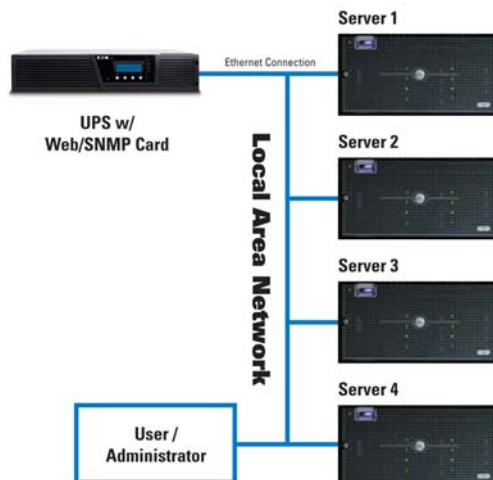 Server 1
Ethernet Connection
UPS w/
Web/SNMP Card
Server 2
Local Area Network
Server 3
Server 4
User /
Administrator